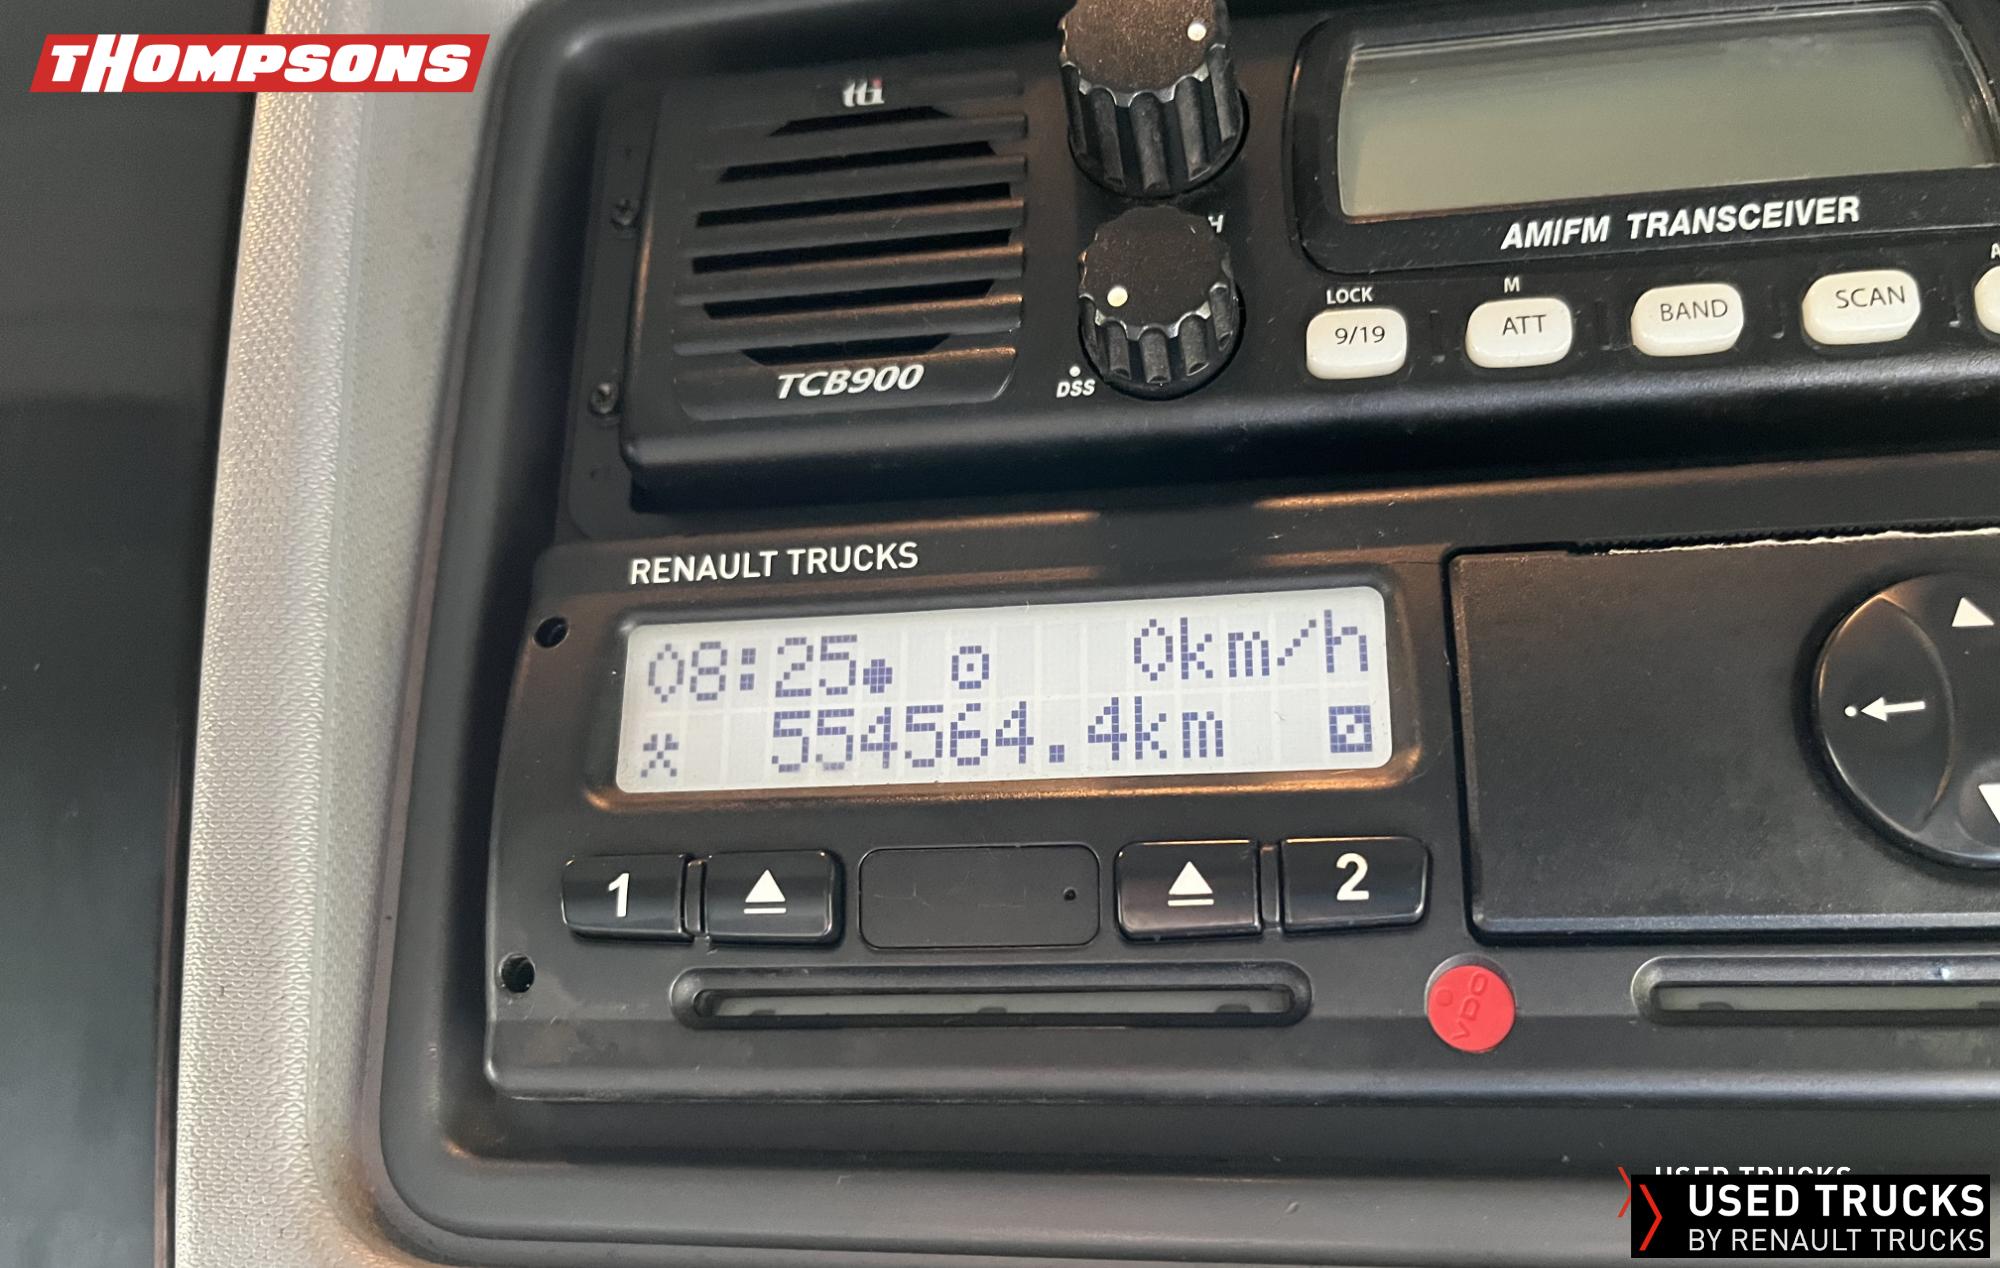 THOMPSONS
tti
H
AM/FM TRANSCEIVER
LOCK
M
9/19
ATT
BAND
SCAN
TCB900
DSS
RENAULT TRUCKS
08:25 0km/h
554564.4km
1
2
VDO
USED TRUCKS
USED TRUCKS
BY RENAULT TRUCKS